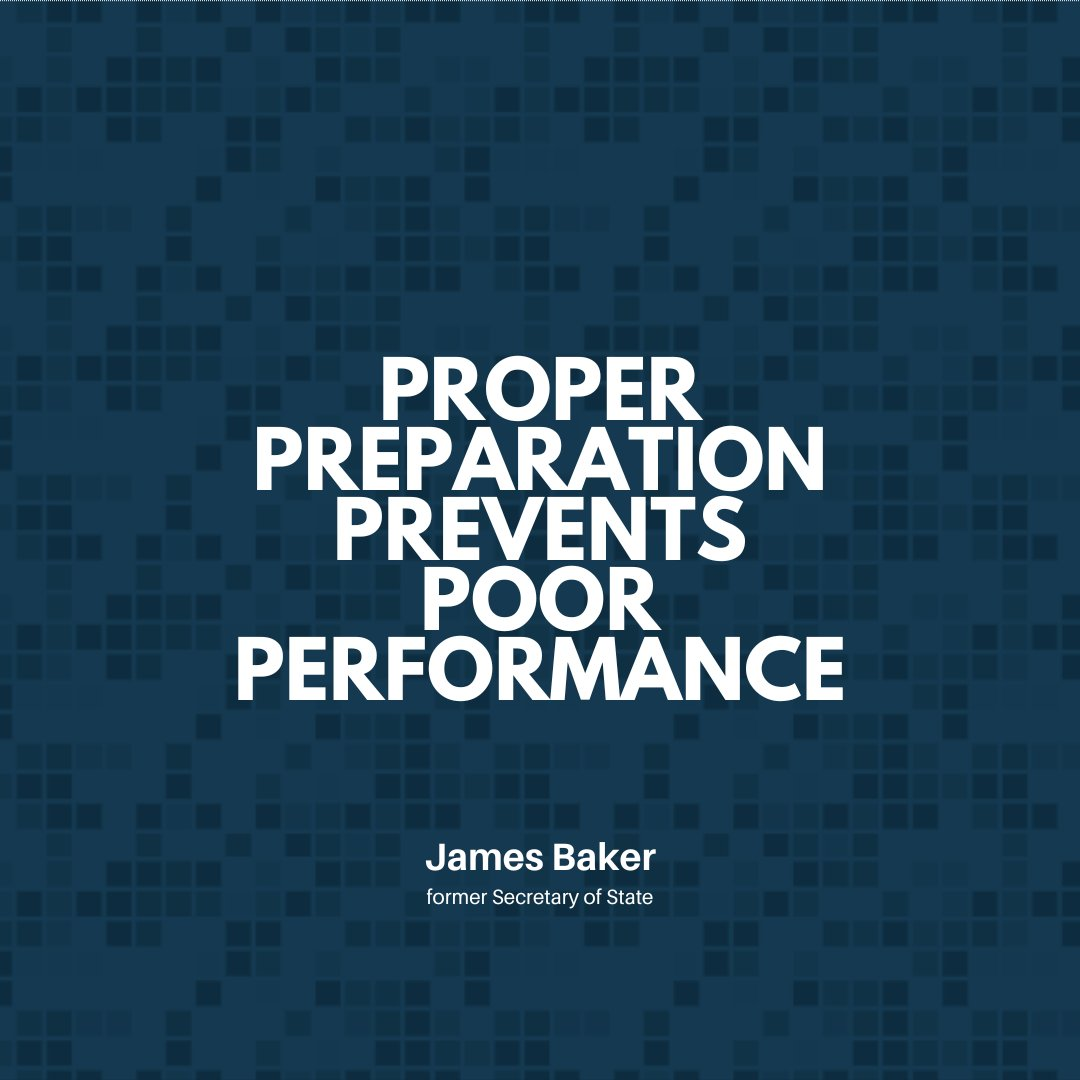 PROPER
PREPARATION
PREVENTS
POOR
PERFORMANCE
James Baker
former Secretary of State